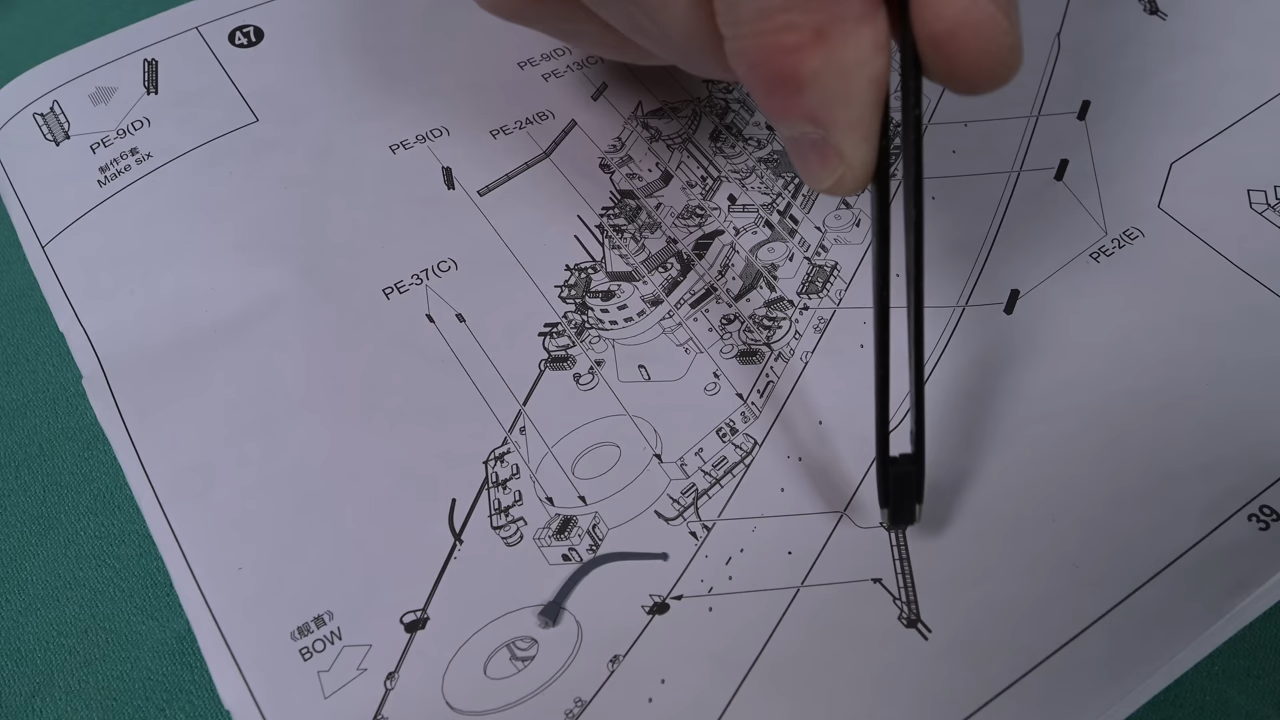 47
PE-9(D)
制作6套
Make six
PE-9(D)
PE-13(C)
PE-24(B)
PE-9(D)
PE-37(C)
PE-2(E)
39
《舰首》
BOW